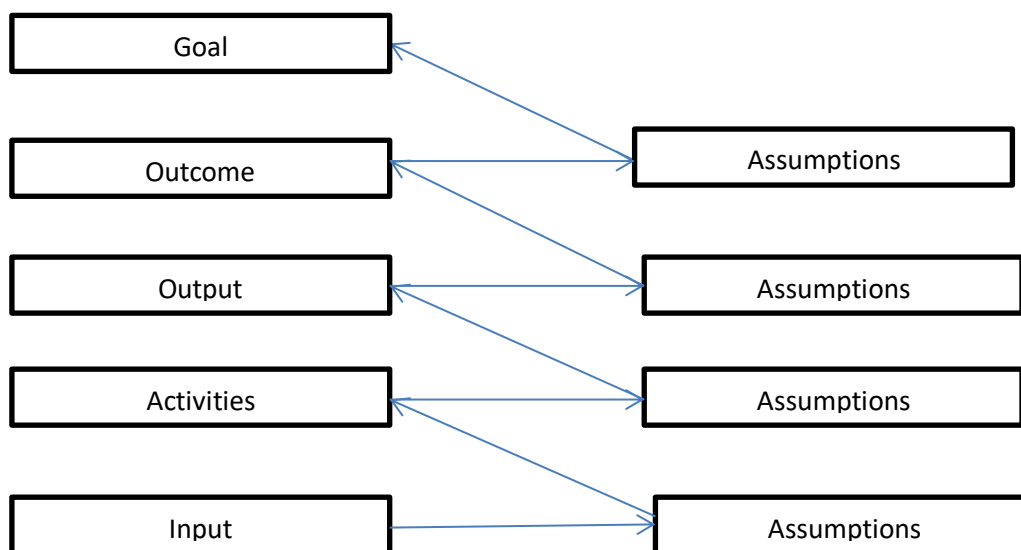 Goal
Outcome
Assumptions
Output
Assumptions
Activities
Assumptions
Input
Assumptions